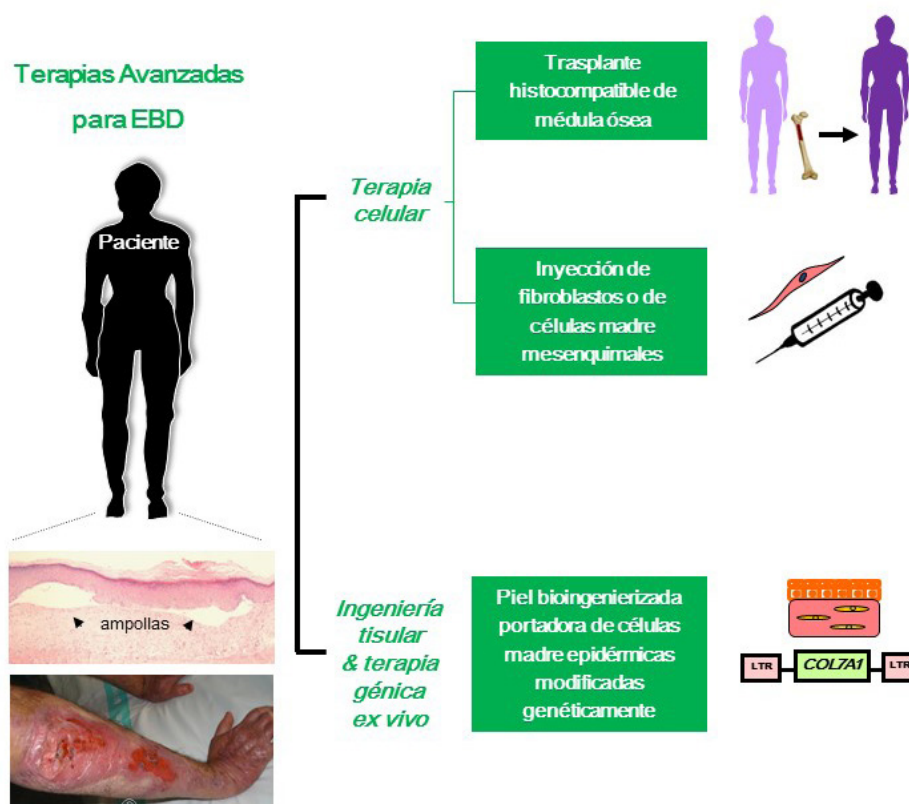 Terapias Avanzadas
para EBD
Paciente
ampollas
Terapia
celular
Trasplante
histocompatible de
médula ósea
Inyección de
fibroblastos o de
células madre
mesenquimales
Ingeniería
tisular
& terapia
génica
ex vivo
Piel bioingenierizada
portadora de células
madre epidérmicas
modificadas
genéticamente
LTR
COL7A1
LTR